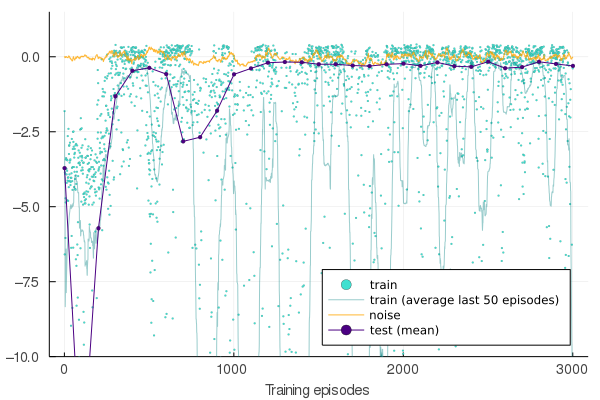 0.0
−2.5
−5.0
−7.5
−10.0
train
train (average last 50 episodes)
noise
test (mean)
0 1000 2000 3000
Training episodes